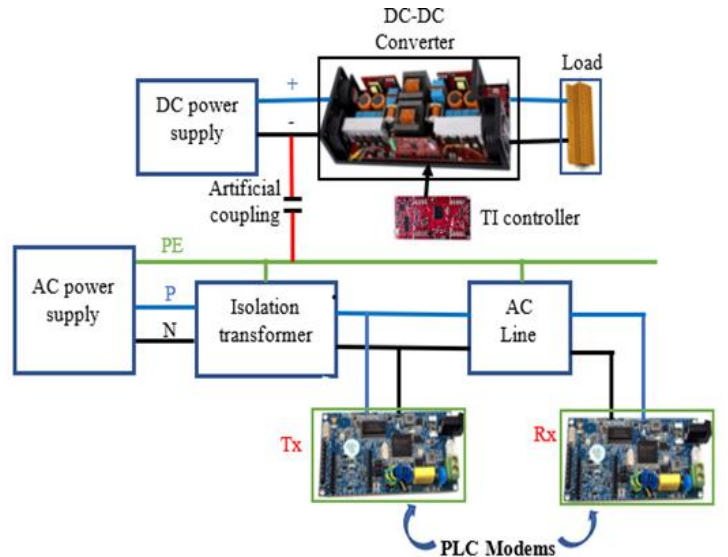 DC-DC
Converter
Load
DC power
supply
+
-
Artificial
coupling
TI controller
PE
AC power
supply
P
N
Isolation
transformer
AC
Line
Tx
Rx
PLC Modems